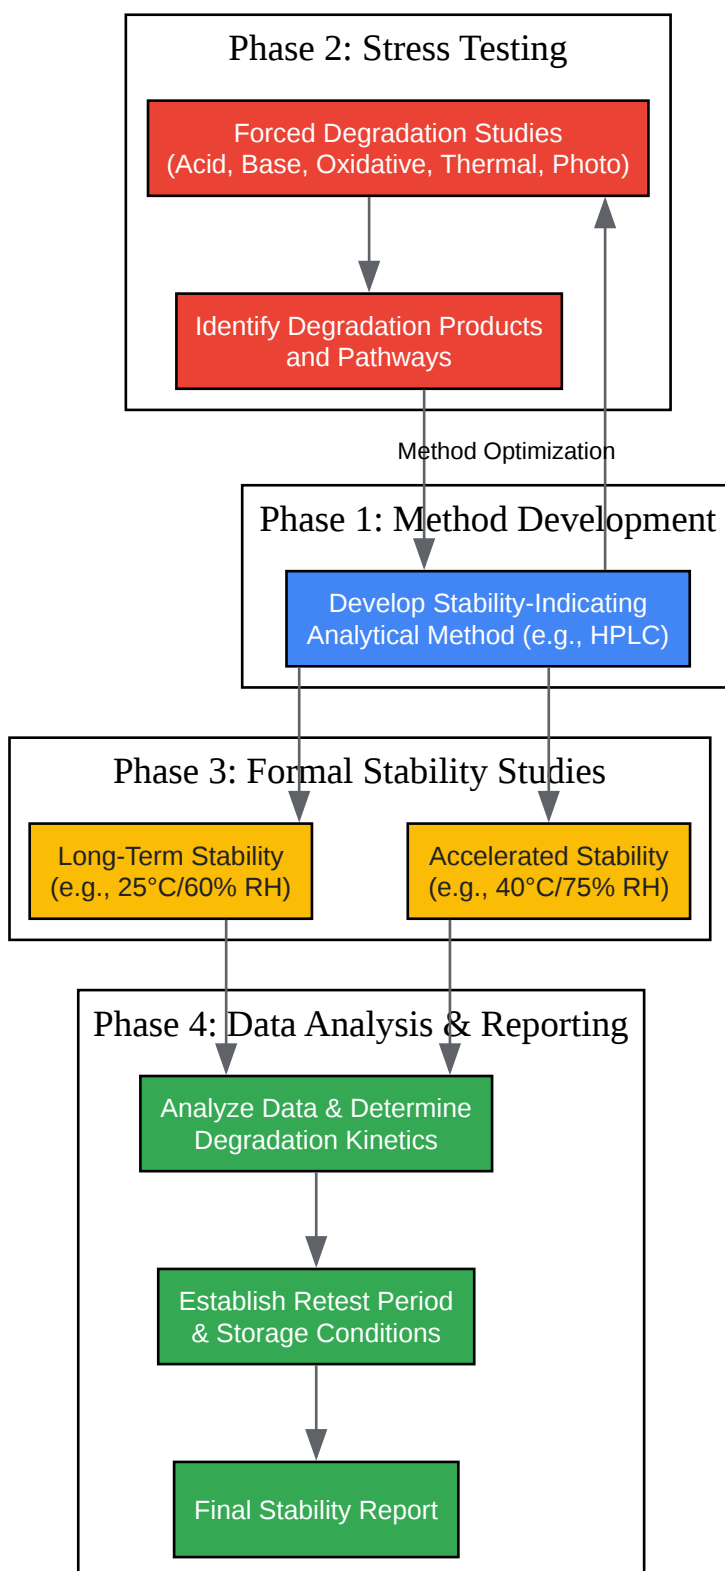 Phase 2: Stress Testing
Forced Degradation Studies
(Acid, Base, Oxidative, Thermal, Photo)
Identify Degradation Products
and Pathways
Method Optimization
Phase 1: Method Development
Develop Stability-Indicating
Analytical Method (e.g., HPLC)
Phase 3: Formal Stability Studies
Long-Term Stability
(e.g., 25°C/60% RH)
Accelerated Stability
(e.g., 40°C/75% RH)
Phase 4: Data Analysis & Reporting
Analyze Data & Determine
Degradation Kinetics
Establish Retest Period
& Storage Conditions
Final Stability Report